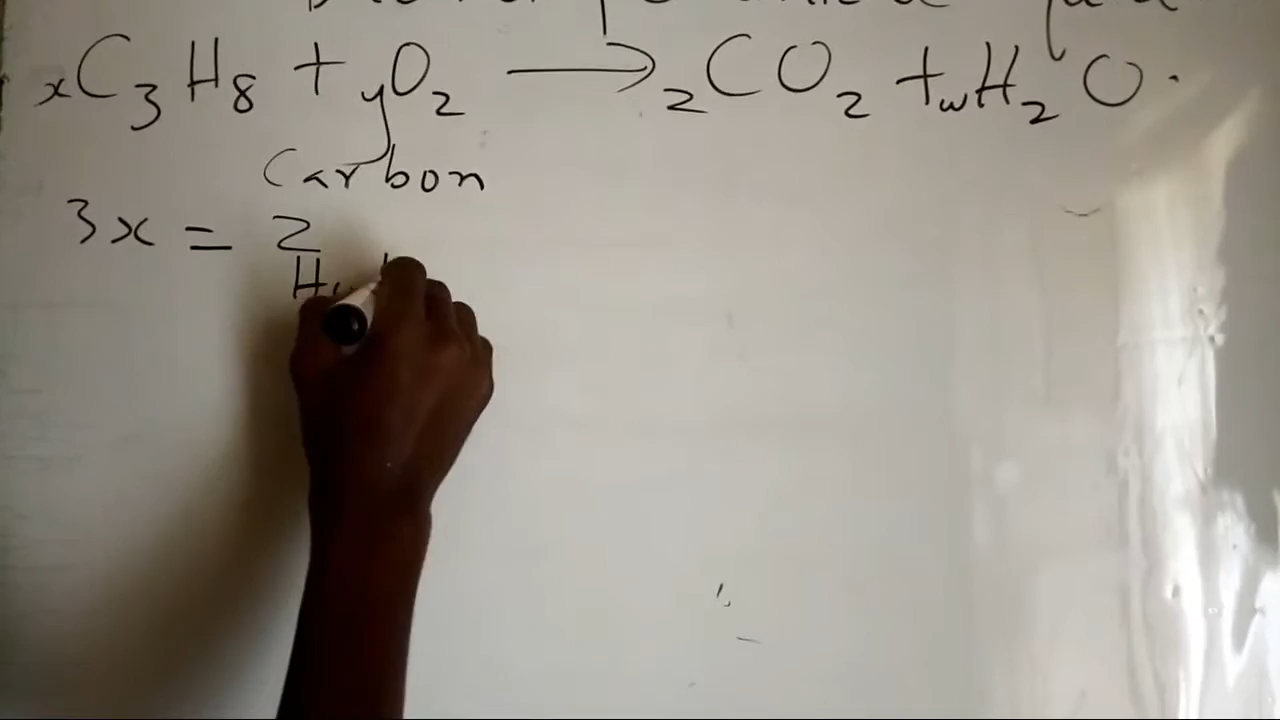 xC3H8 + yO2 → zCO2 + wH2O.
Carbon
3x = z